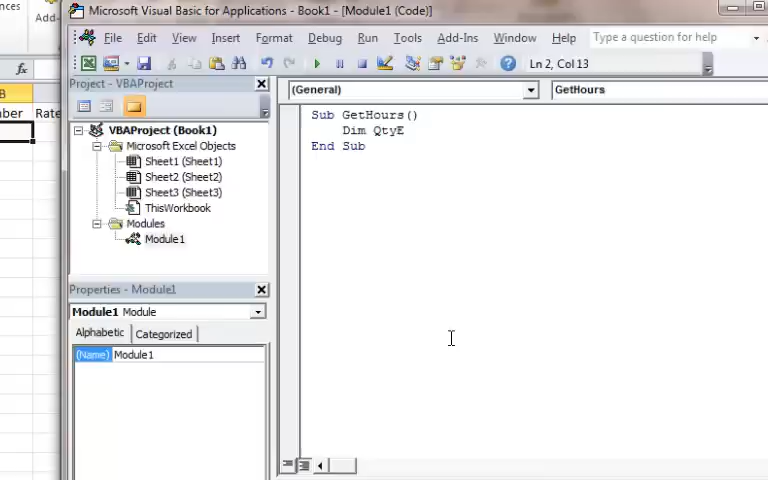 nces
Add-
Microsoft Visual Basic for Applications - Book1 - [Module1 (Code)]
File Edit View Insert Format Debug Run Tools Add-Ins Window Help Type a question for help
fx
Ln 2, Col 13
B
Project - VBAProject
(General) GetHours
mber Rate
VBAProject (Book1)
Microsoft Excel Objects
Sheet1 (Sheet1)
Sheet2 (Sheet2)
Sheet3 (Sheet3)
ThisWorkbook
Modules
Module1
Sub GetHours()
Dim QtyE
End Sub
Properties - Module1
Module1 Module
Alphabetic Categorized
(Name) Module1